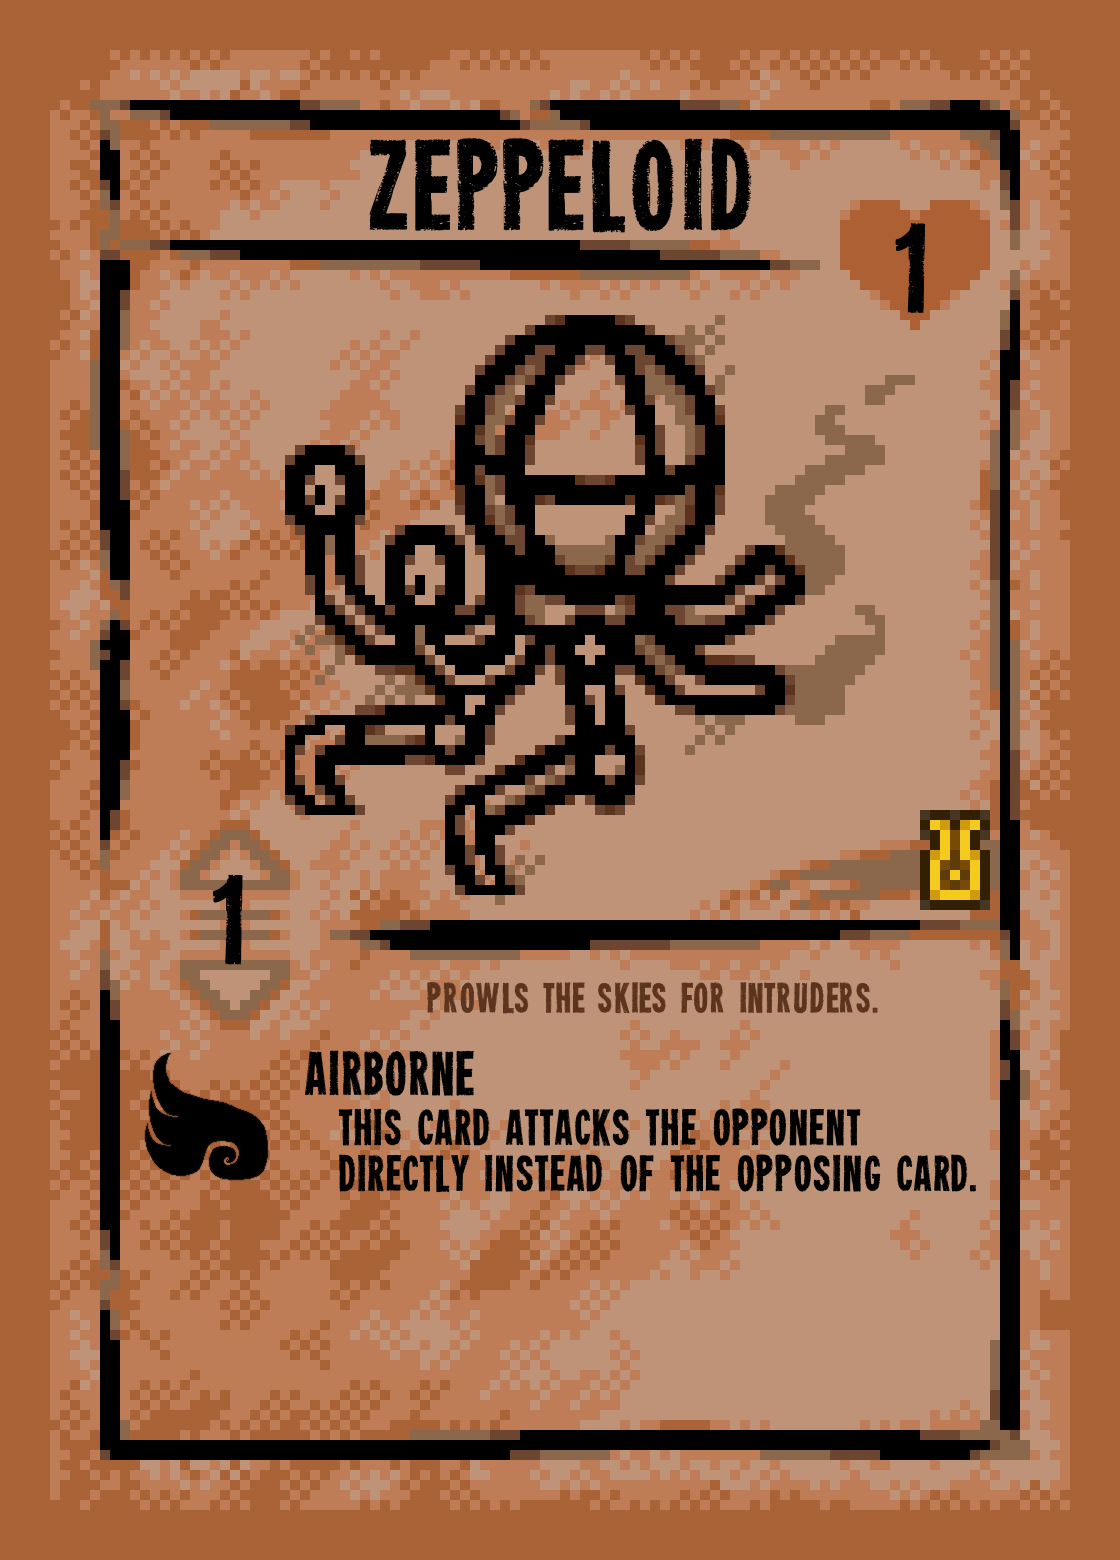 ZEPPELOID
1
1
PROWLS THE SKIES FOR INTRUDERS.
AIRBORNE
THIS CARD ATTACKS THE OPPONENT
DIRECTLY INSTEAD OF THE OPPOSING CARD.